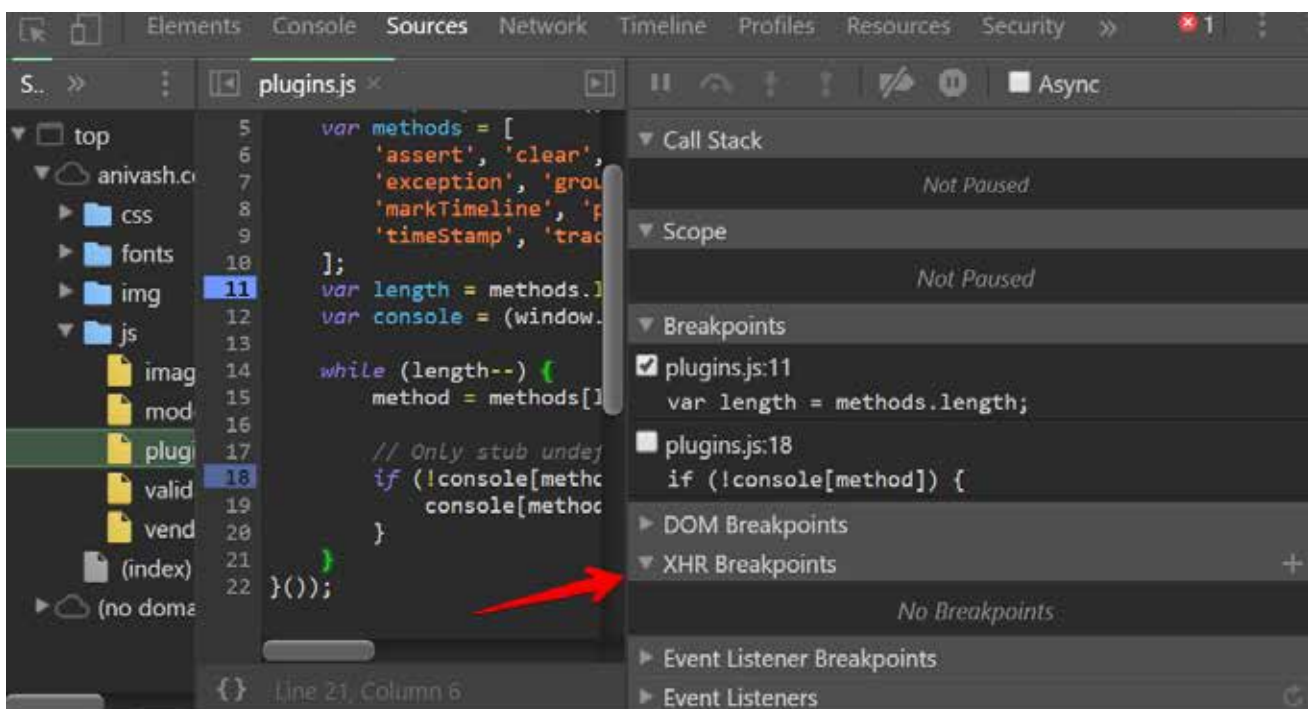 Elements Console Sources Network Timeline Profiles Resources Security » 1
S.. »
top
anivash.c
css
fonts
img
js
imag
mod
plugi
valid
vend
(index)
(no doma
plugins.js ×
5 var methods = [
6 'assert', 'clear',
7 'exception', 'grou
8 'markTimeline', 'p
9 'timeStamp', 'trac
10 ];
11 var length = methods.l
12 var console = (window.
13
14 while (length--) {
15 method = methods[l
16
17 // Only stub undef
18 if (!console[metho
19 console[method
20 }
21 }
22 }());
{} Line 21, Column 6
Async
Call Stack
Not Paused
Scope
Not Paused
Breakpoints
plugins.js:11
var length = methods.length;
plugins.js:18
if (!console[method]) {
DOM Breakpoints
XHR Breakpoints +
No Breakpoints
Event Listener Breakpoints
Event Listeners